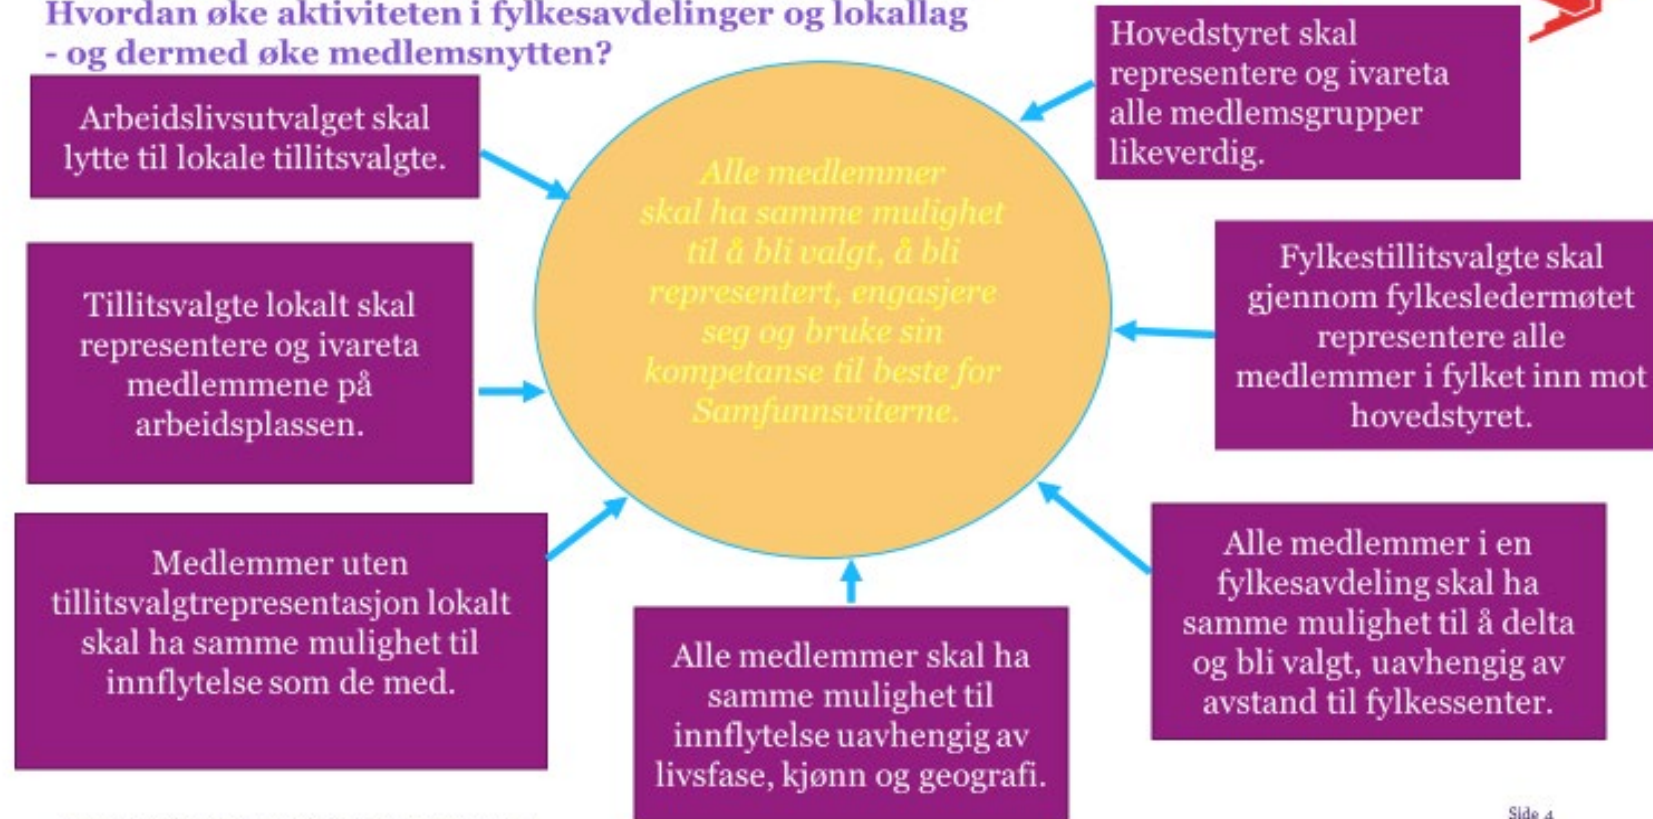 Hvordan øke aktiviteten i fylkesavdelinger og lokallag
- og dermed øke medlemsnytten?
Arbeidslivsutvalget skal
lytte til lokale tillitsvalgte.
Tillitsvalgte lokalt skal
representere og ivareta
medlemmene på
arbeidsplassen.
Medlemmer uten
tillitsvalgtrepresentasjon lokalt
skal ha samme mulighet til
innflytelse som de med.
Alle medlemmer
skal ha samme mulighet
til å bli valgt, å bli
representert, engasjere
seg og bruke sin
kompetanse til beste for
Samfunnsviterne.
Alle medlemmer skal ha
samme mulighet til
innflytelse uavhengig av
livsfase, kjønn og geografi.
Hovedstyret skal
representere og ivareta
alle medlemsgrupper
likeverdig.
Fylkestillitsvalgte skal
gjennom fylkesledermøtet
representere alle
medlemmer i fylket inn mot
hovedstyret.
Alle medlemmer i en
fylkesavdeling skal ha
samme mulighet til å delta
og bli valgt, uavhengig av
avstand til fylkessenter.
Side 4